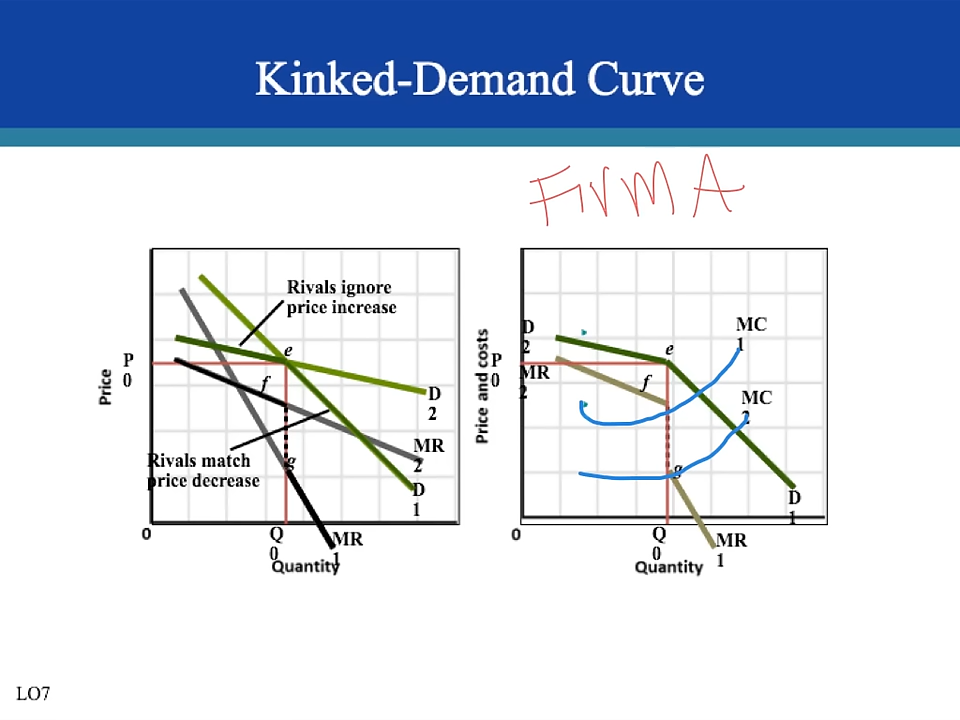 Kinked-Demand Curve
Firm A
Rivals ignore
price increase
P
0
Price
e
f
D
2
MR
2
Rivals match
price decrease
g
D
1
0
Q
0
MR
1
Quantity
D
2
P
0
MR
2
Price and costs
e
f
MC
1
MC
2
g
D
1
0
Q
0
MR
1
Quantity
LO7